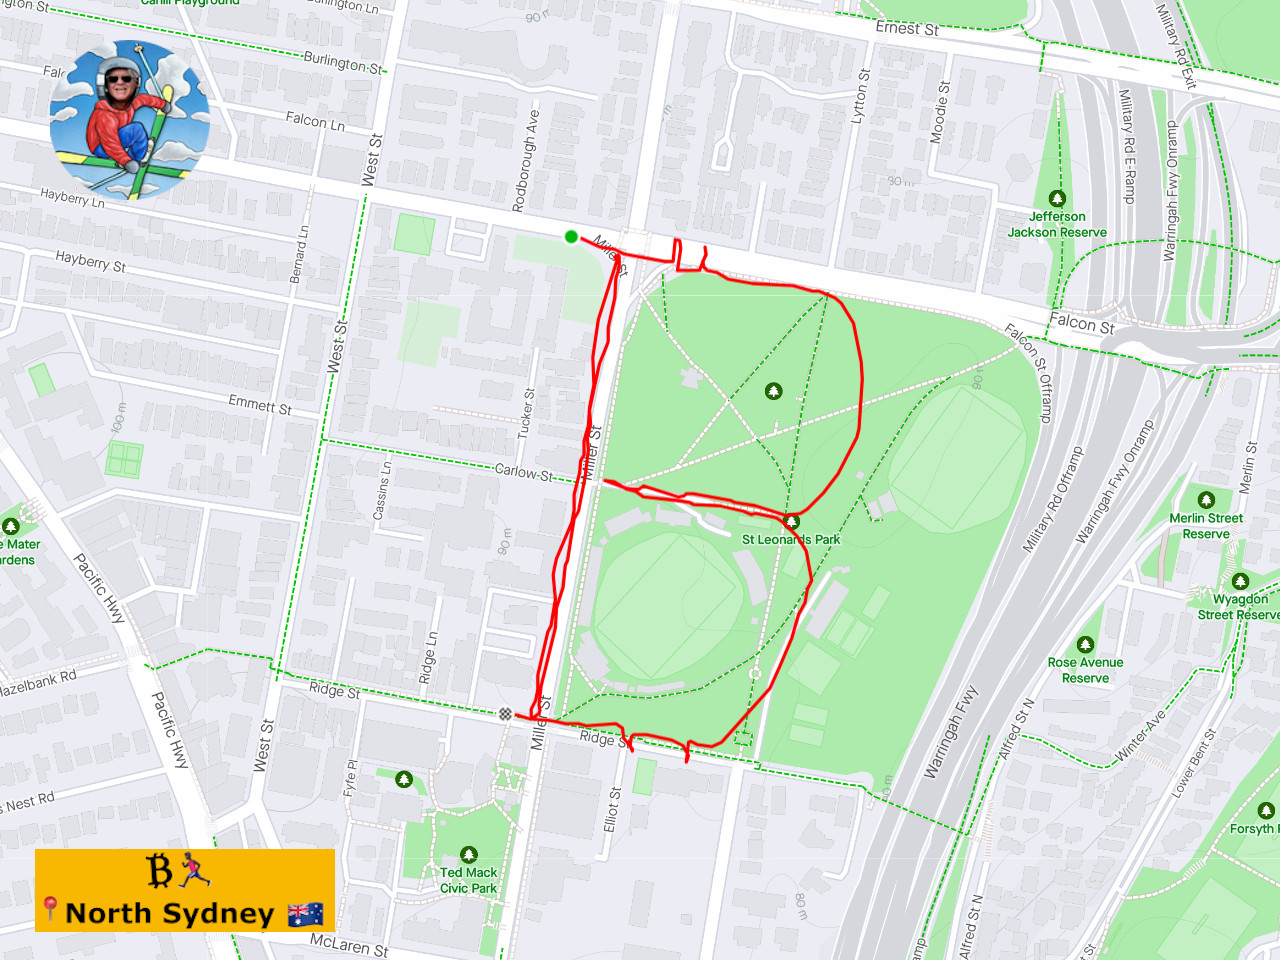 Cahill Playground
Burlington Ln
Ernest St
Military Rd Exit
Burlington St
Lytton St
Moodie St
Military Rd E-Ramp
Warringah Fwy Onramp
90 m
Falcon Ln
West St
Rodborough Ave
90 m
Hayberry Ln
Jefferson
Jackson Reserve
Bernard Ln
Miller St
Hayberry St
Falcon St
Falcon St Offramp
West St
90 m
Emmett St
100 m
Tucker St
Miller St
Carlow St
Cassins Ln
Military Rd Offramp
Warringah Fwy Onramp
Merlin St
Merlin Street
Reserve
90 m
St Leonards Park
e Mater
ardens
Pacific Hwy
Wyagdon
Street Reserve
Ridge Ln
Rose Avenue
Reserve
Hazelbank Rd
Ridge St
Pacific Hwy
West St
Miller St
Ridge St
Warringah Fwy
Alfred St N
Winter Ave
Lower Bent St
Fyfe Pl
s Nest Rd
Elliot St
Forsyth P
Ted Mack
Civic Park
80 m
₿🏃
📍North Sydney 🇦🇺
McLaren St
Alfred St N